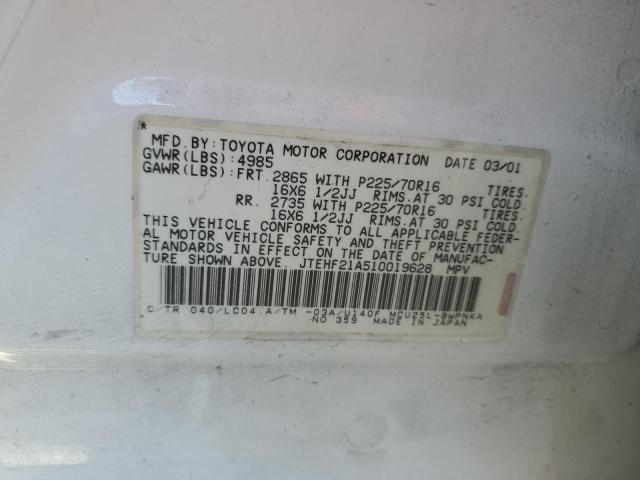 *
MFD. BY: TOYOTA MOTOR CORPORATION DATE 03/01
GVWR(LBS): 4985
GAWR(LBS): FRT. 2865 WITH P225/70R16 TIRES.
16X6 1/2JJ RIMS. AT 30 PSI COLD.
RR. 2735 WITH P225/70R16 TIRES.
16X6 1/2JJ RIMS. AT 30 PSI COLD.
THIS VEHICLE CONFORMS TO ALL APPLICABLE FEDER-
AL MOTOR VEHICLE SAFETY AND THEFT PREVENTION
STANDARDS IN EFFECT ON THE DATE OF MANUFAC-
TURE SHOWN ABOVE. JTEHF21A510019628 MPV
C/TR 040/LC04 A/TM -03A/U140F MCU25L-BWPNKA
NO 359 MADE IN JAPAN